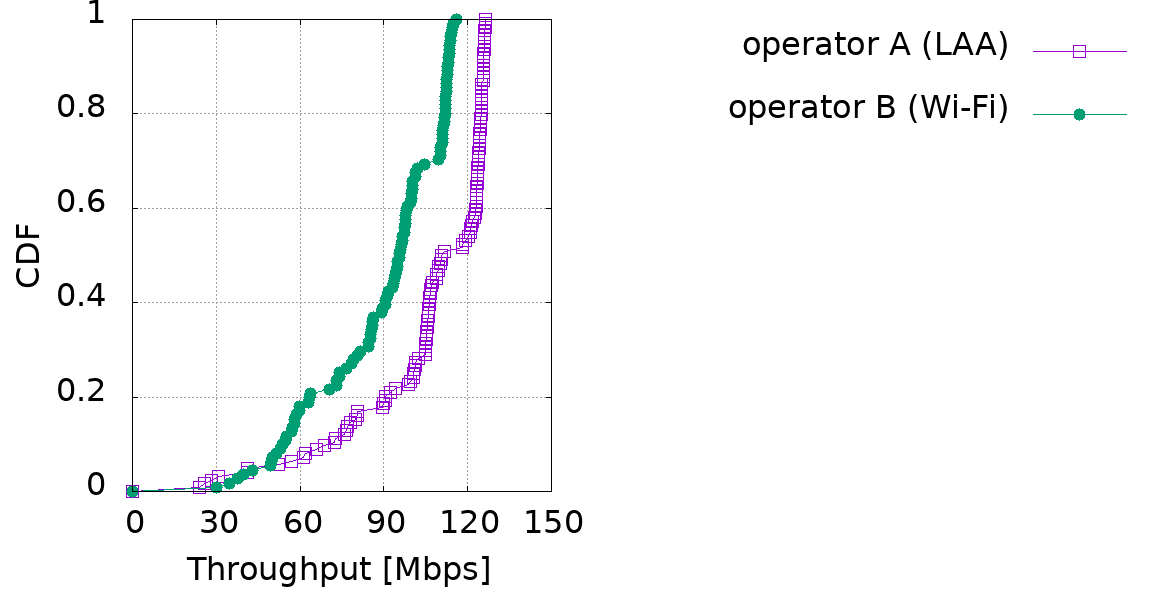 1
0.8
0.6
0.4
0.2
0
CDF
0 30 60 90 120 150
Throughput [Mbps]
operator A (LAA)
operator B (Wi-Fi)